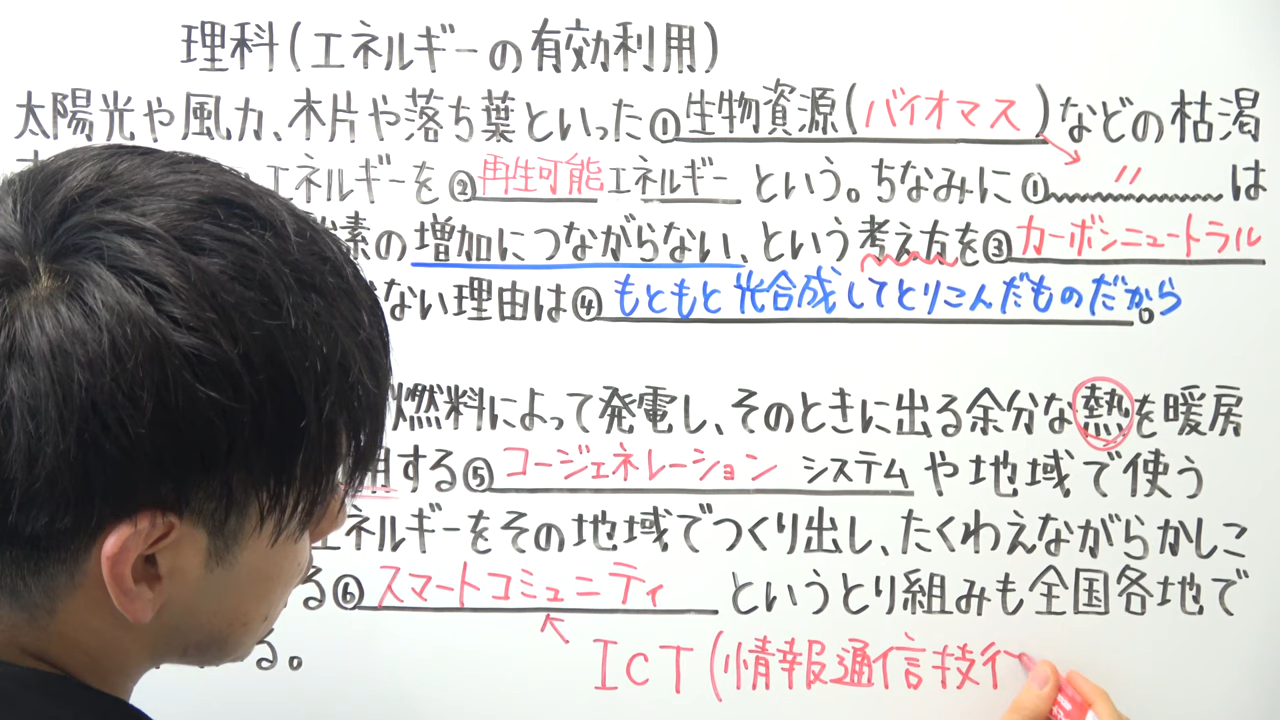 理科(エネルギーの有効利用)
太陽光や風力、木片や落ち葉といった①生物資源(バイオマス)などの枯渇
エネルギーを②再生可能エネルギーという。ちなみに①〃は
素の増加につながらない、という考え方を③カーボンニュートラル
ない理由は④もともと光合成してとりこんだものだから。
燃料によって発電し、そのときに出る余分な熱を暖房
用する⑤コージェネレーションシステムや地域で使う
エネルギーをその地域でつくり出し、たくわえながらかしこ
る⑥スマートコミュニティというとり組みも全国各地で
る。
ICT(情報通信技